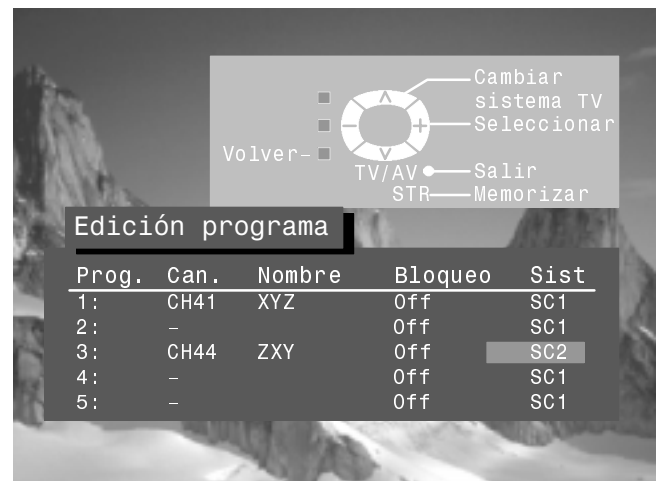 Cambiar
sistema TV
Seleccionar
Volver
TV/AV Salir
STR Memorizar
Edición programa
Prog. Can. Nombre Bloqueo Sist
1: CH41 XYZ Off SC1
2: – Off SC1
3: CH44 ZXY Off SC2
4: – Off SC1
5: – Off SC1